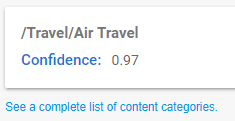 /Travel/Air Travel
Confidence: 0.97
See a complete list of content categories.